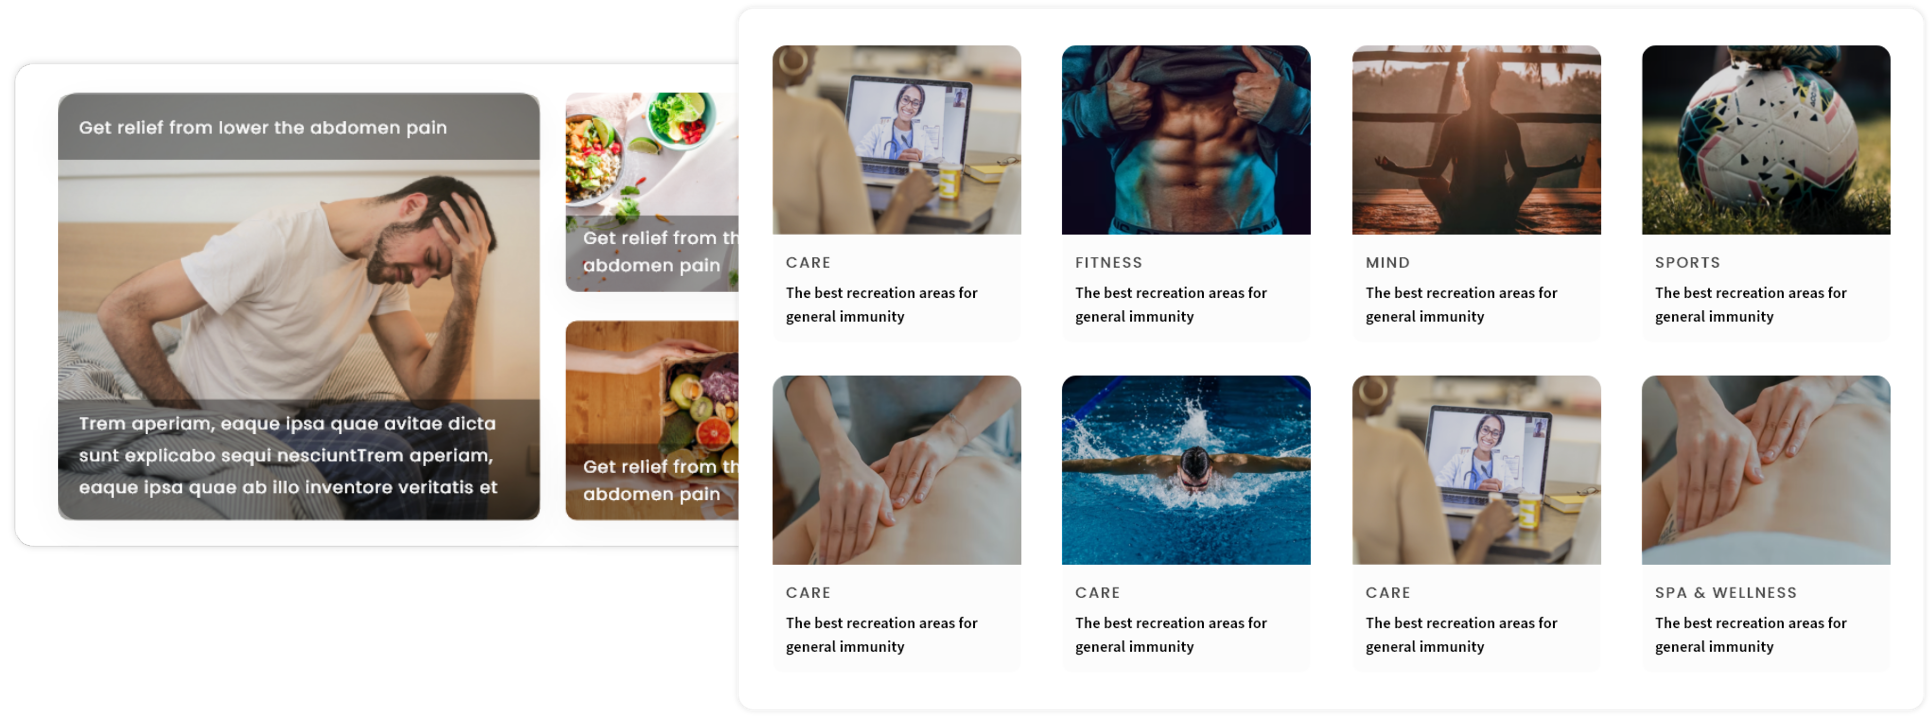 Get relief from lower the abdomen pain
Trem aperiam, eaque ipsa quae avitae dicta
sunt explicabo sequi nesciuntTrem aperiam,
eaque ipsa quae ab illo inventore veritatis et
Get relief from th
abdomen pain
Get relief from th
abdomen pain
CARE
The best recreation areas for
general immunity
FITNESS
The best recreation areas for
general immunity
MIND
The best recreation areas for
general immunity
SPORTS
The best recreation areas for
general immunity
CARE
The best recreation areas for
general immunity
CARE
The best recreation areas for
general immunity
CARE
The best recreation areas for
general immunity
SPA & WELLNESS
The best recreation areas for
general immunity